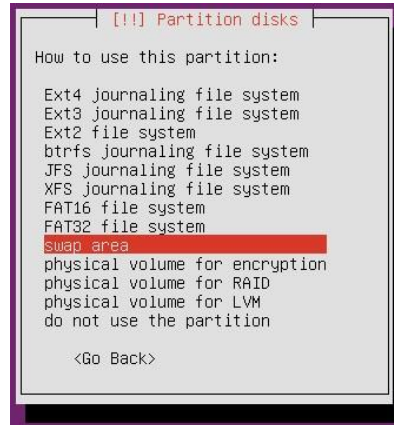 [!!] Partition disks
How to use this partition:
Ext4 journaling file system
Ext3 journaling file system
Ext2 file system
btrfs journaling file system
JFS journaling file system
XFS journaling file system
FAT16 file system
FAT32 file system
swap area
physical volume for encryption
physical volume for RAID
physical volume for LVM
do not use the partition
<Go Back>